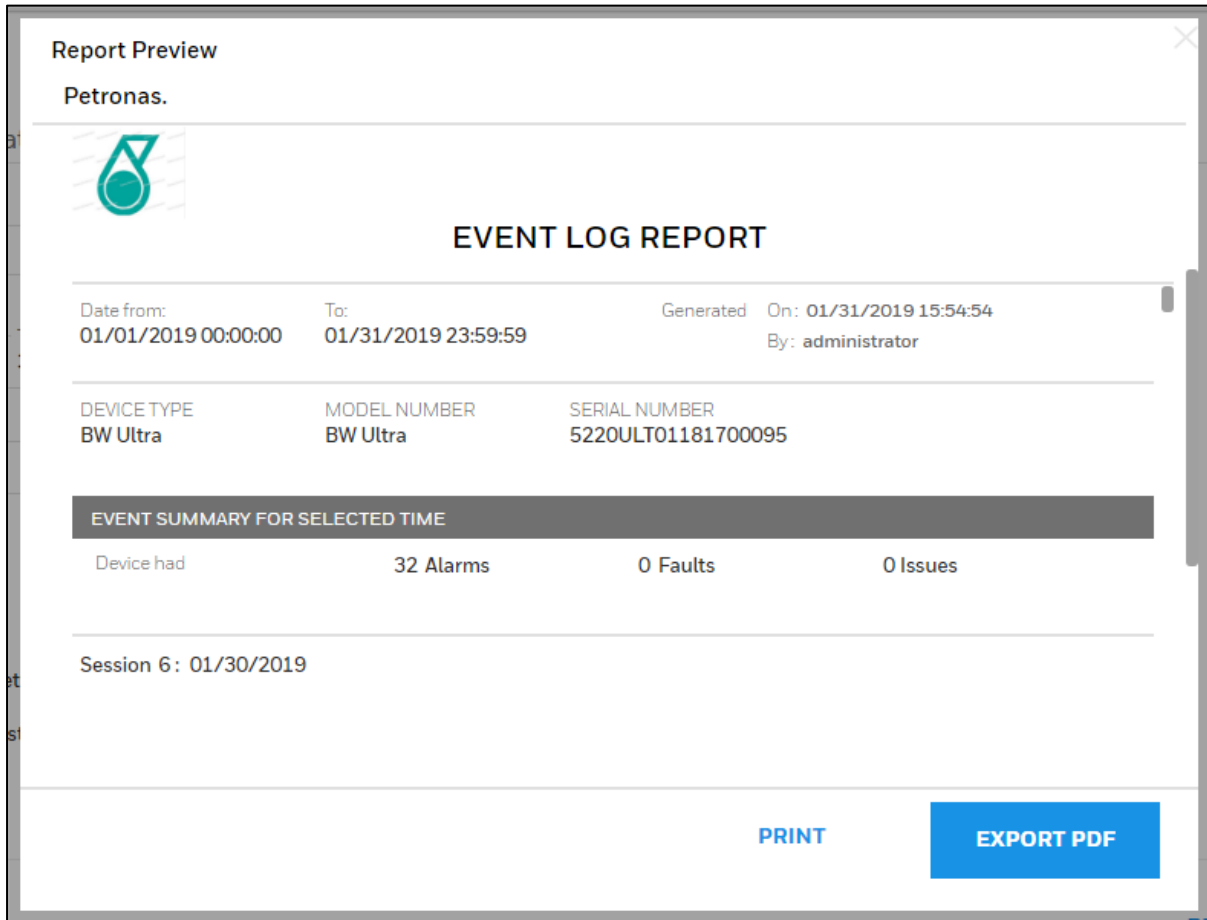 Report Preview
Petronas.
EVENT LOG REPORT
Date from: To: Generated On: 01/31/2019 15:54:54
01/01/2019 00:00:00 01/31/2019 23:59:59 By: administrator
DEVICE TYPE MODEL NUMBER SERIAL NUMBER
BW Ultra BW Ultra 5220ULT01181700095
EVENT SUMMARY FOR SELECTED TIME
Device had 32 Alarms 0 Faults 0 Issues
Session 6: 01/30/2019
PRINT EXPORT PDF